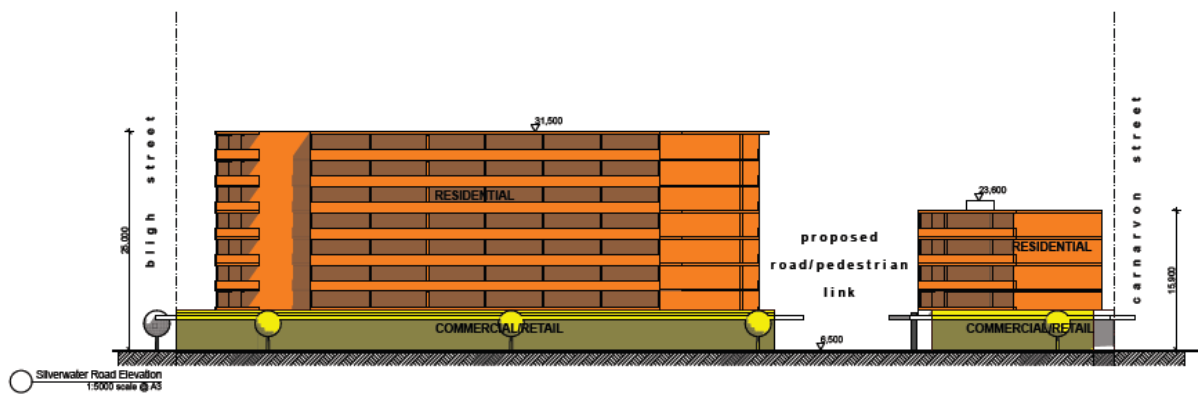 31,500
bligh street
25,000
RESIDENTIAL
COMMERCIAL/RETAIL
proposed
road/pedestrian
link
6,500
23,600
RESIDENTIAL
COMMERCIAL/RETAIL
carnarvon street
15,900
Silverwater Road Elevation
1:5000 scale @ A3